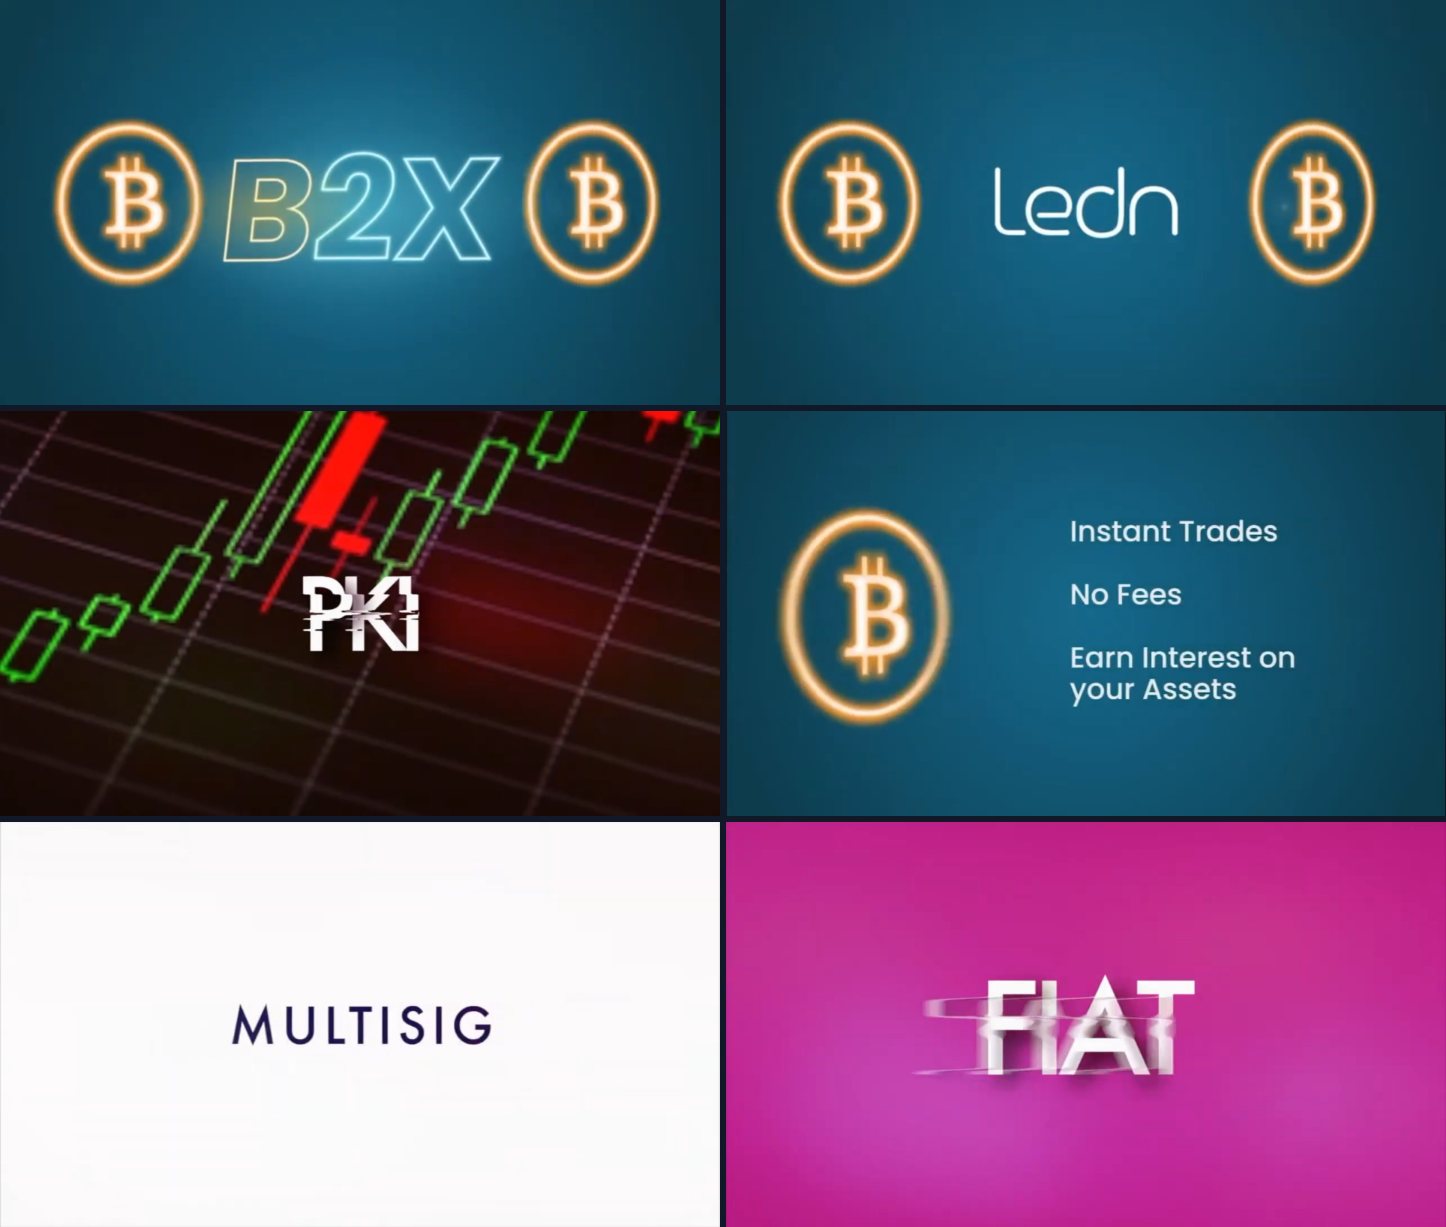 B2X
Ledn
PKI
Instant Trades
No Fees
Earn Interest on
your Assets
MULTISIG
FIAT